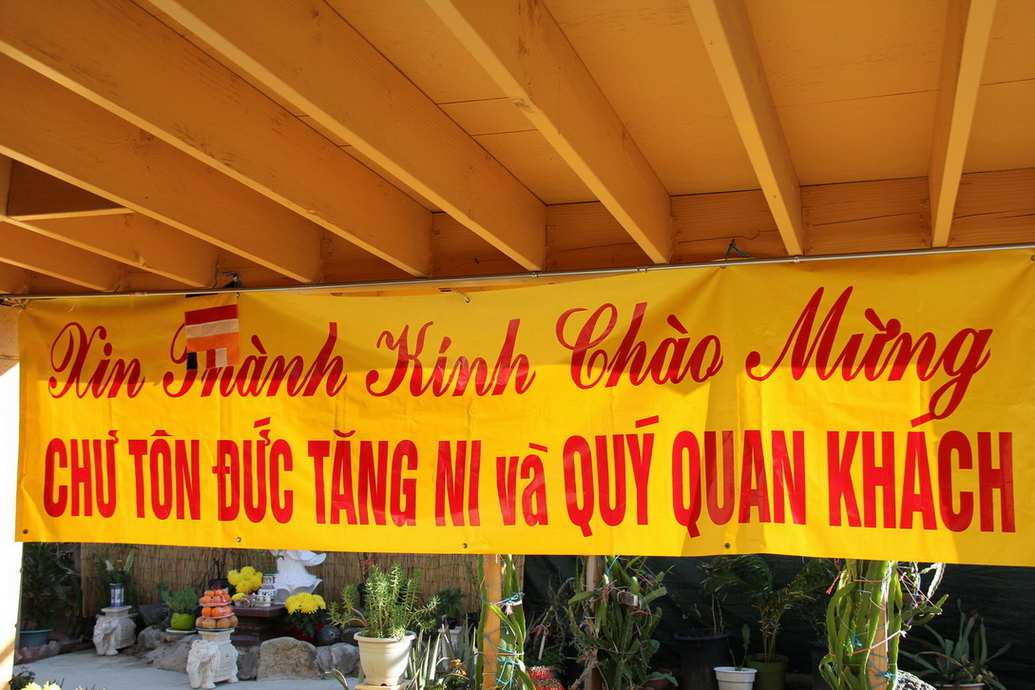 Xin Thành Kính Chào Mừng
CHƯ TÔN ĐỨC TĂNG NI và QUÝ QUAN KHÁCH